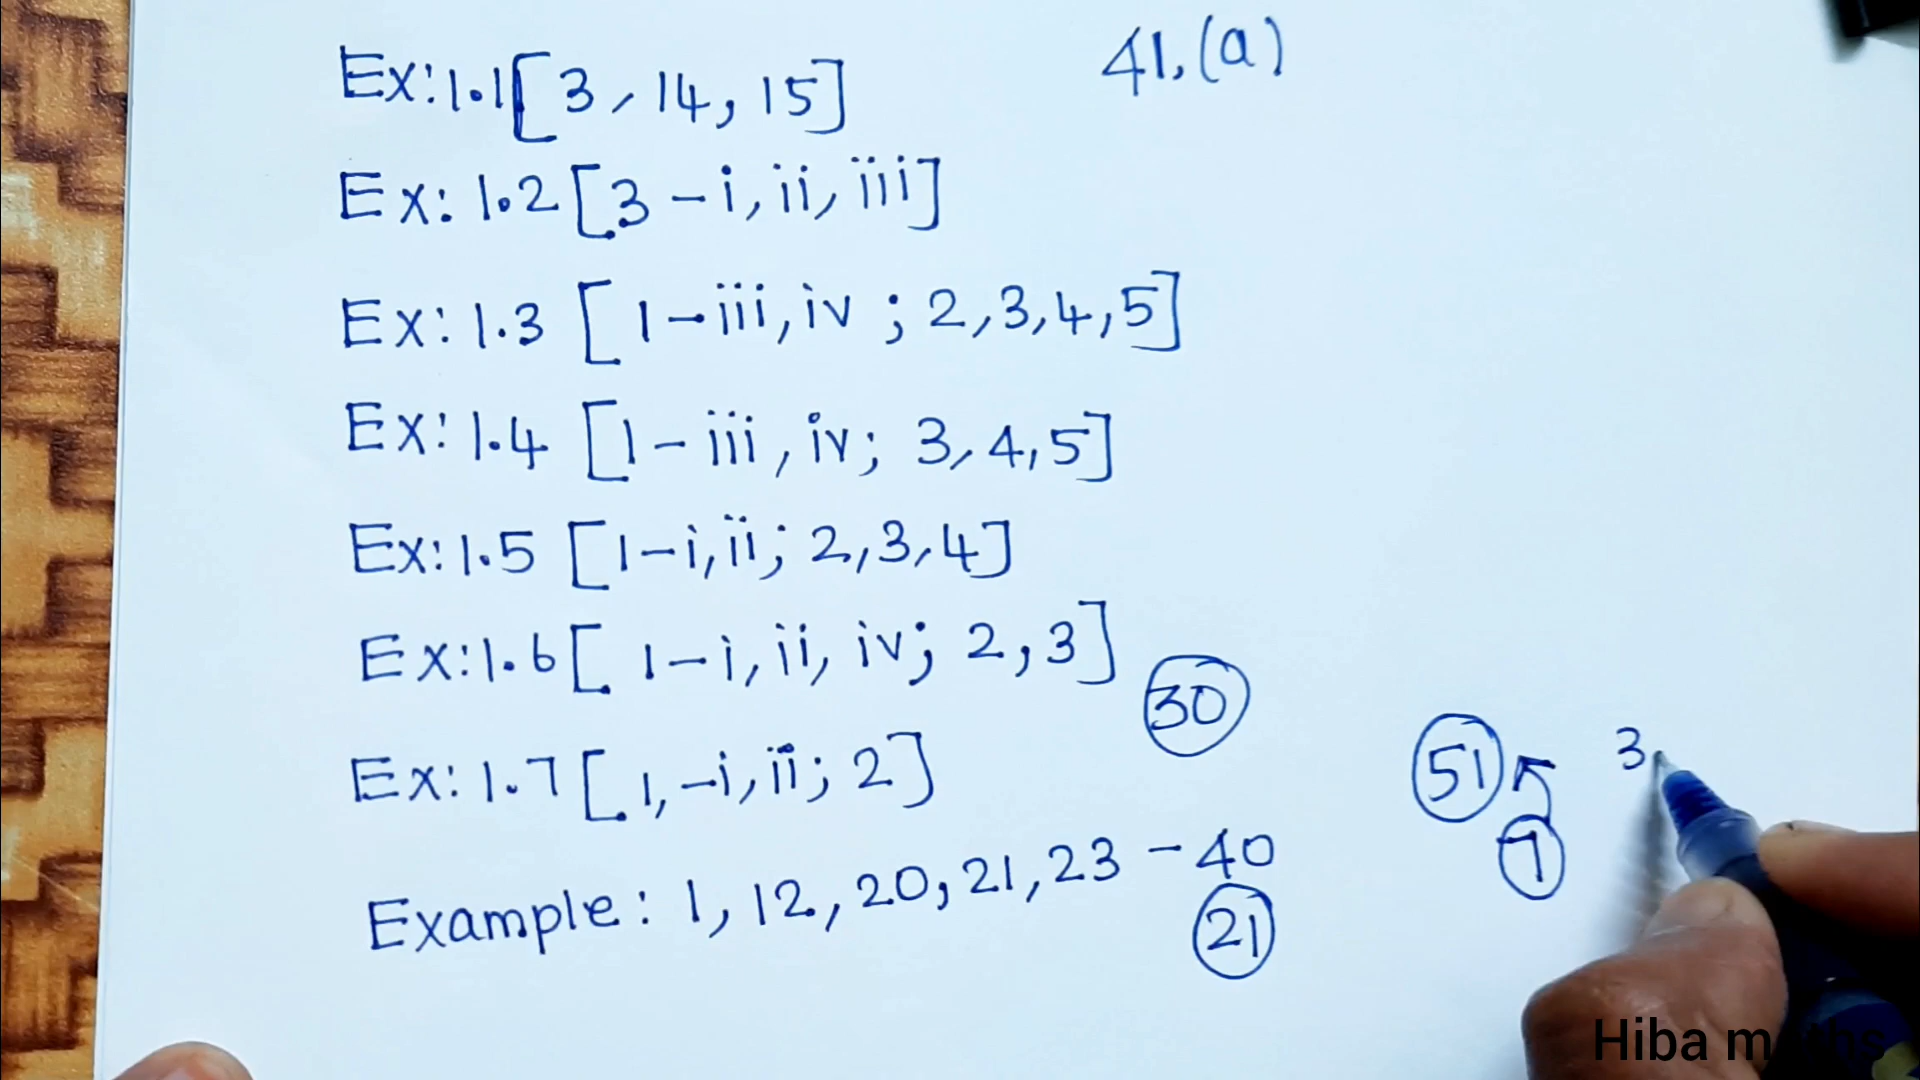 41.(a)
Ex:1.1[3,14,15]
Ex:1.2[3-i,ii,iii]
Ex:1.3[1-iii,iv;2,3,4,5]
Ex:1.4[1-iii,iv;3,4,5]
Ex:1.5[1-i,ii;2,3,4]
Ex:1.6[1-i,ii,iv;2,3]
30
Ex:1.7[1,-i,ii;2]
51
3
Example:1,12,20,21,23-40
21
Hiba